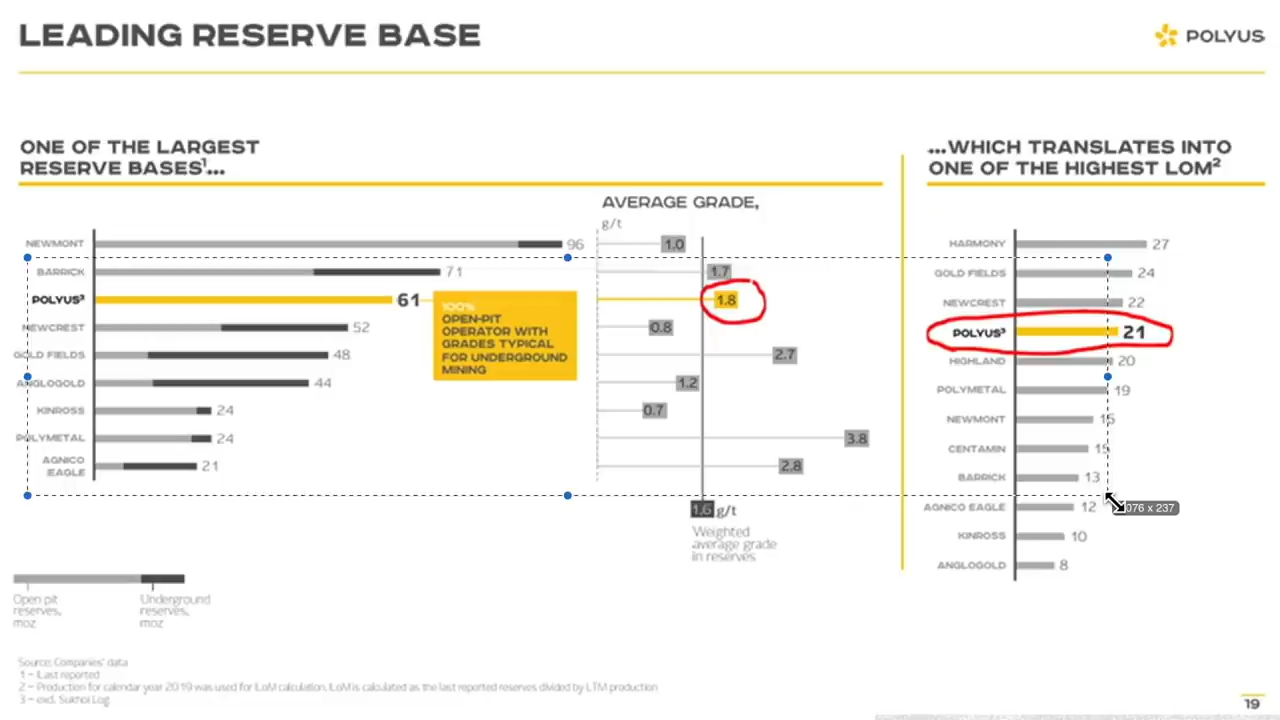 LEADING RESERVE BASE
POLYUS
ONE OF THE LARGEST
RESERVE BASES¹...
AVERAGE GRADE,
g/t
NEWMONT 96 1.0
BARRICK 71 1.7
POLYUS³ 61 1.8
NEWCREST 52 0.8
GOLD FIELDS 48 2.7
ANGLOGOLD 44 1.2
KINROSS 24 0.7
POLYMETAL 24 3.8
AGNICO
EAGLE 21 2.8
100%
OPEN-PIT
OPERATOR WITH
GRADES TYPICAL
FOR UNDERGROUND
MINING
1.6 g/t
Weighted
average grade
in reserves
Open pit
reserves,
moz
Underground
reserves,
moz
...WHICH TRANSLATES INTO
ONE OF THE HIGHEST LOM²
HARMONY 27
GOLD FIELDS 24
NEWCREST 22
POLYUS³ 21
HIGHLAND 20
POLYMETAL 19
NEWMONT
CENTAMIN 15
BARRICK 13
AGNICO EAGLE 12
KINROSS 10
ANGLOGOLD 8
076 x 237
Source: Companies' data
1 – Last reported
2 – Production for calendar year 2019 was used for LoM calculation. LoM is calculated as the last reported reserves divided by LTM production
3 – excl. Sukhoi Log
19